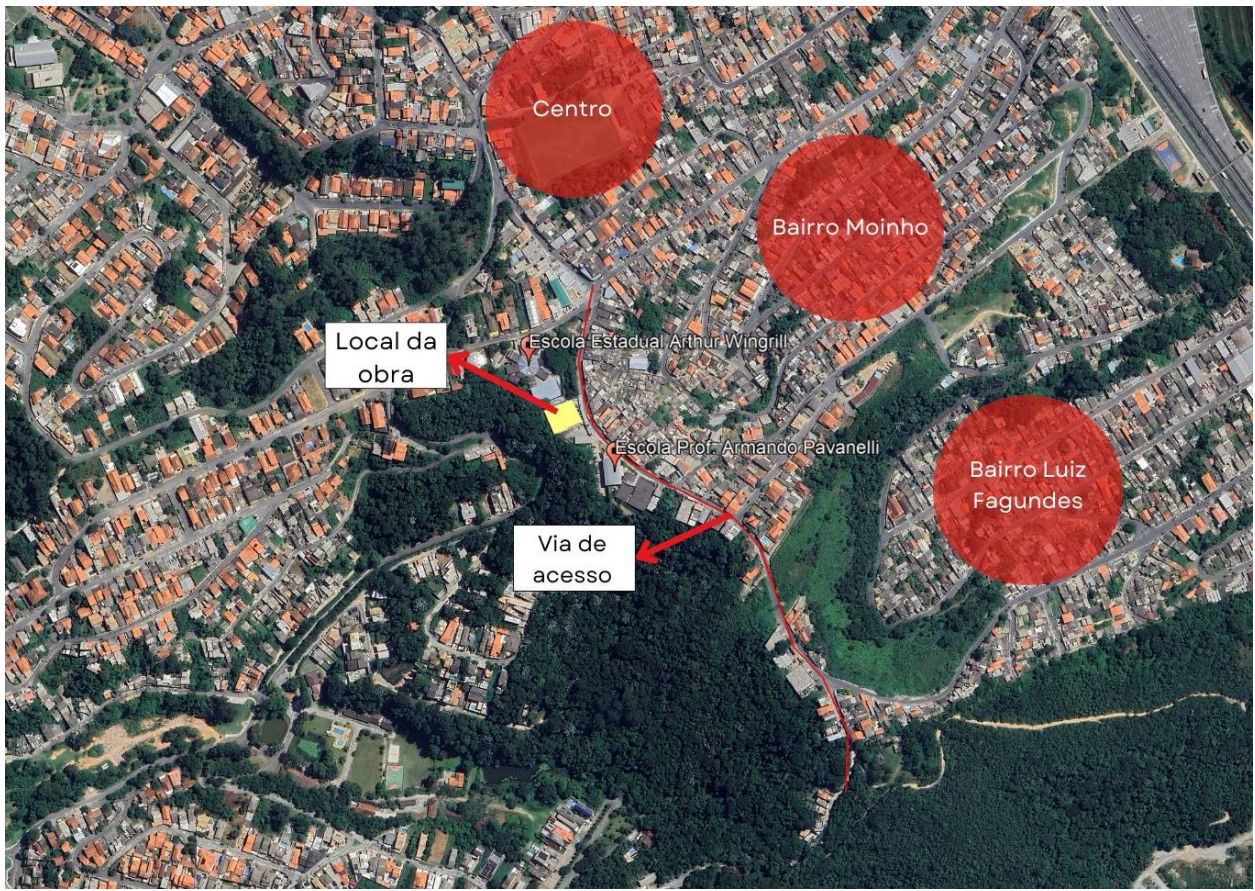 Centro
Bairro Moinho
Local da
obra
Escola Estadual Arthur Wingrill
Escola Prof. Armando Pavanelli
Bairro Luiz
Fagundes
Via de
acesso